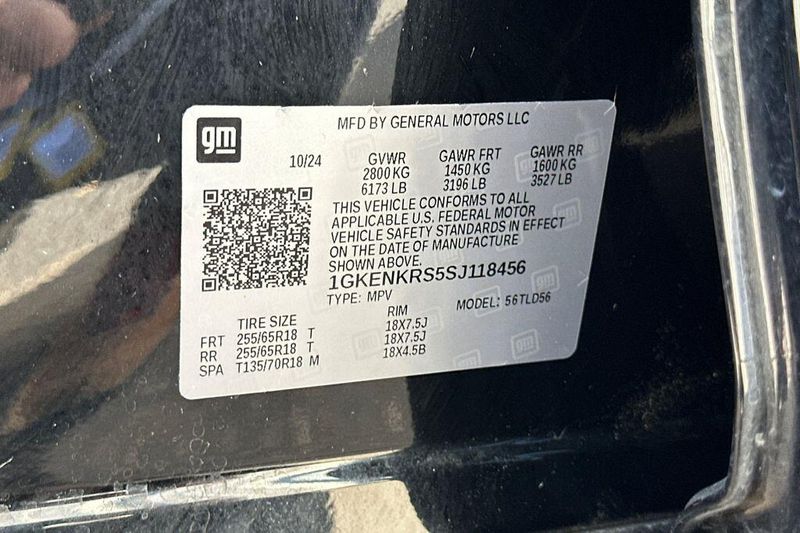 gm
MFD BY GENERAL MOTORS LLC
10/24 GVWR GAWR FRT GAWR RR
2800 KG 1450 KG 1600 KG
6173 LB 3196 LB 3527 LB
THIS VEHICLE CONFORMS TO ALL
APPLICABLE U.S. FEDERAL MOTOR
VEHICLE SAFETY STANDARDS IN EFFECT
ON THE DATE OF MANUFACTURE
SHOWN ABOVE.
1GKENKRS5SJ118456
TYPE: MPV MODEL: 56TLD56
TIRE SIZE RIM
FRT 255/65R18 T 18X7.5J
RR 255/65R18 T 18X7.5J
SPA T135/70R18 M 18X4.5B